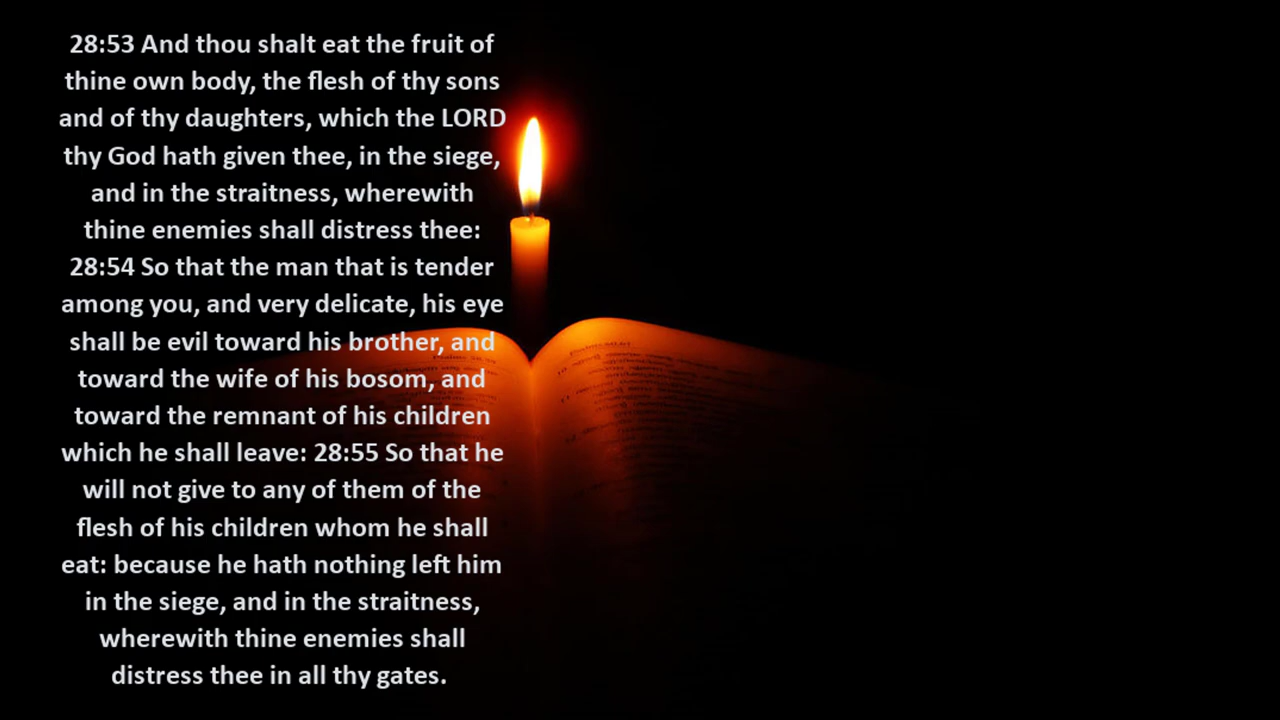 28:53 And thou shalt eat the fruit of
thine own body, the flesh of thy sons
and of thy daughters, which the LORD
thy God hath given thee, in the siege,
and in the straitness, wherewith
thine enemies shall distress thee:
28:54 So that the man that is tender
among you, and very delicate, his eye
shall be evil toward his brother, and
toward the wife of his bosom, and
toward the remnant of his children
which he shall leave: 28:55 So that he
will not give to any of them of the
flesh of his children whom he shall
eat: because he hath nothing left him
in the siege, and in the straitness,
wherewith thine enemies shall
distress thee in all thy gates.